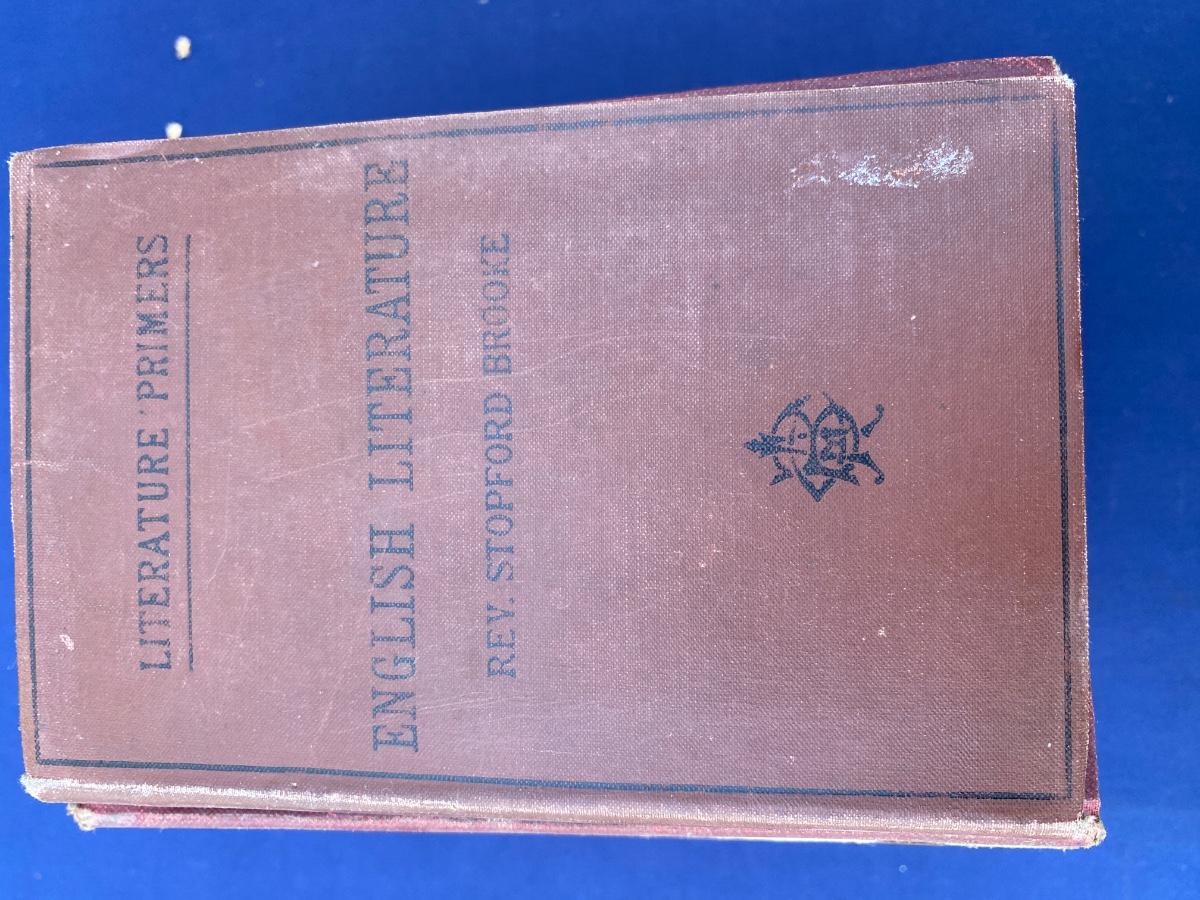 LITERATURE PRIMERS
ENGLISH LITERATURE
REV. STOPFORD BROOKE